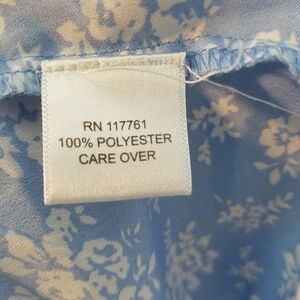 RN 117761
100% POLYESTER
CARE OVER